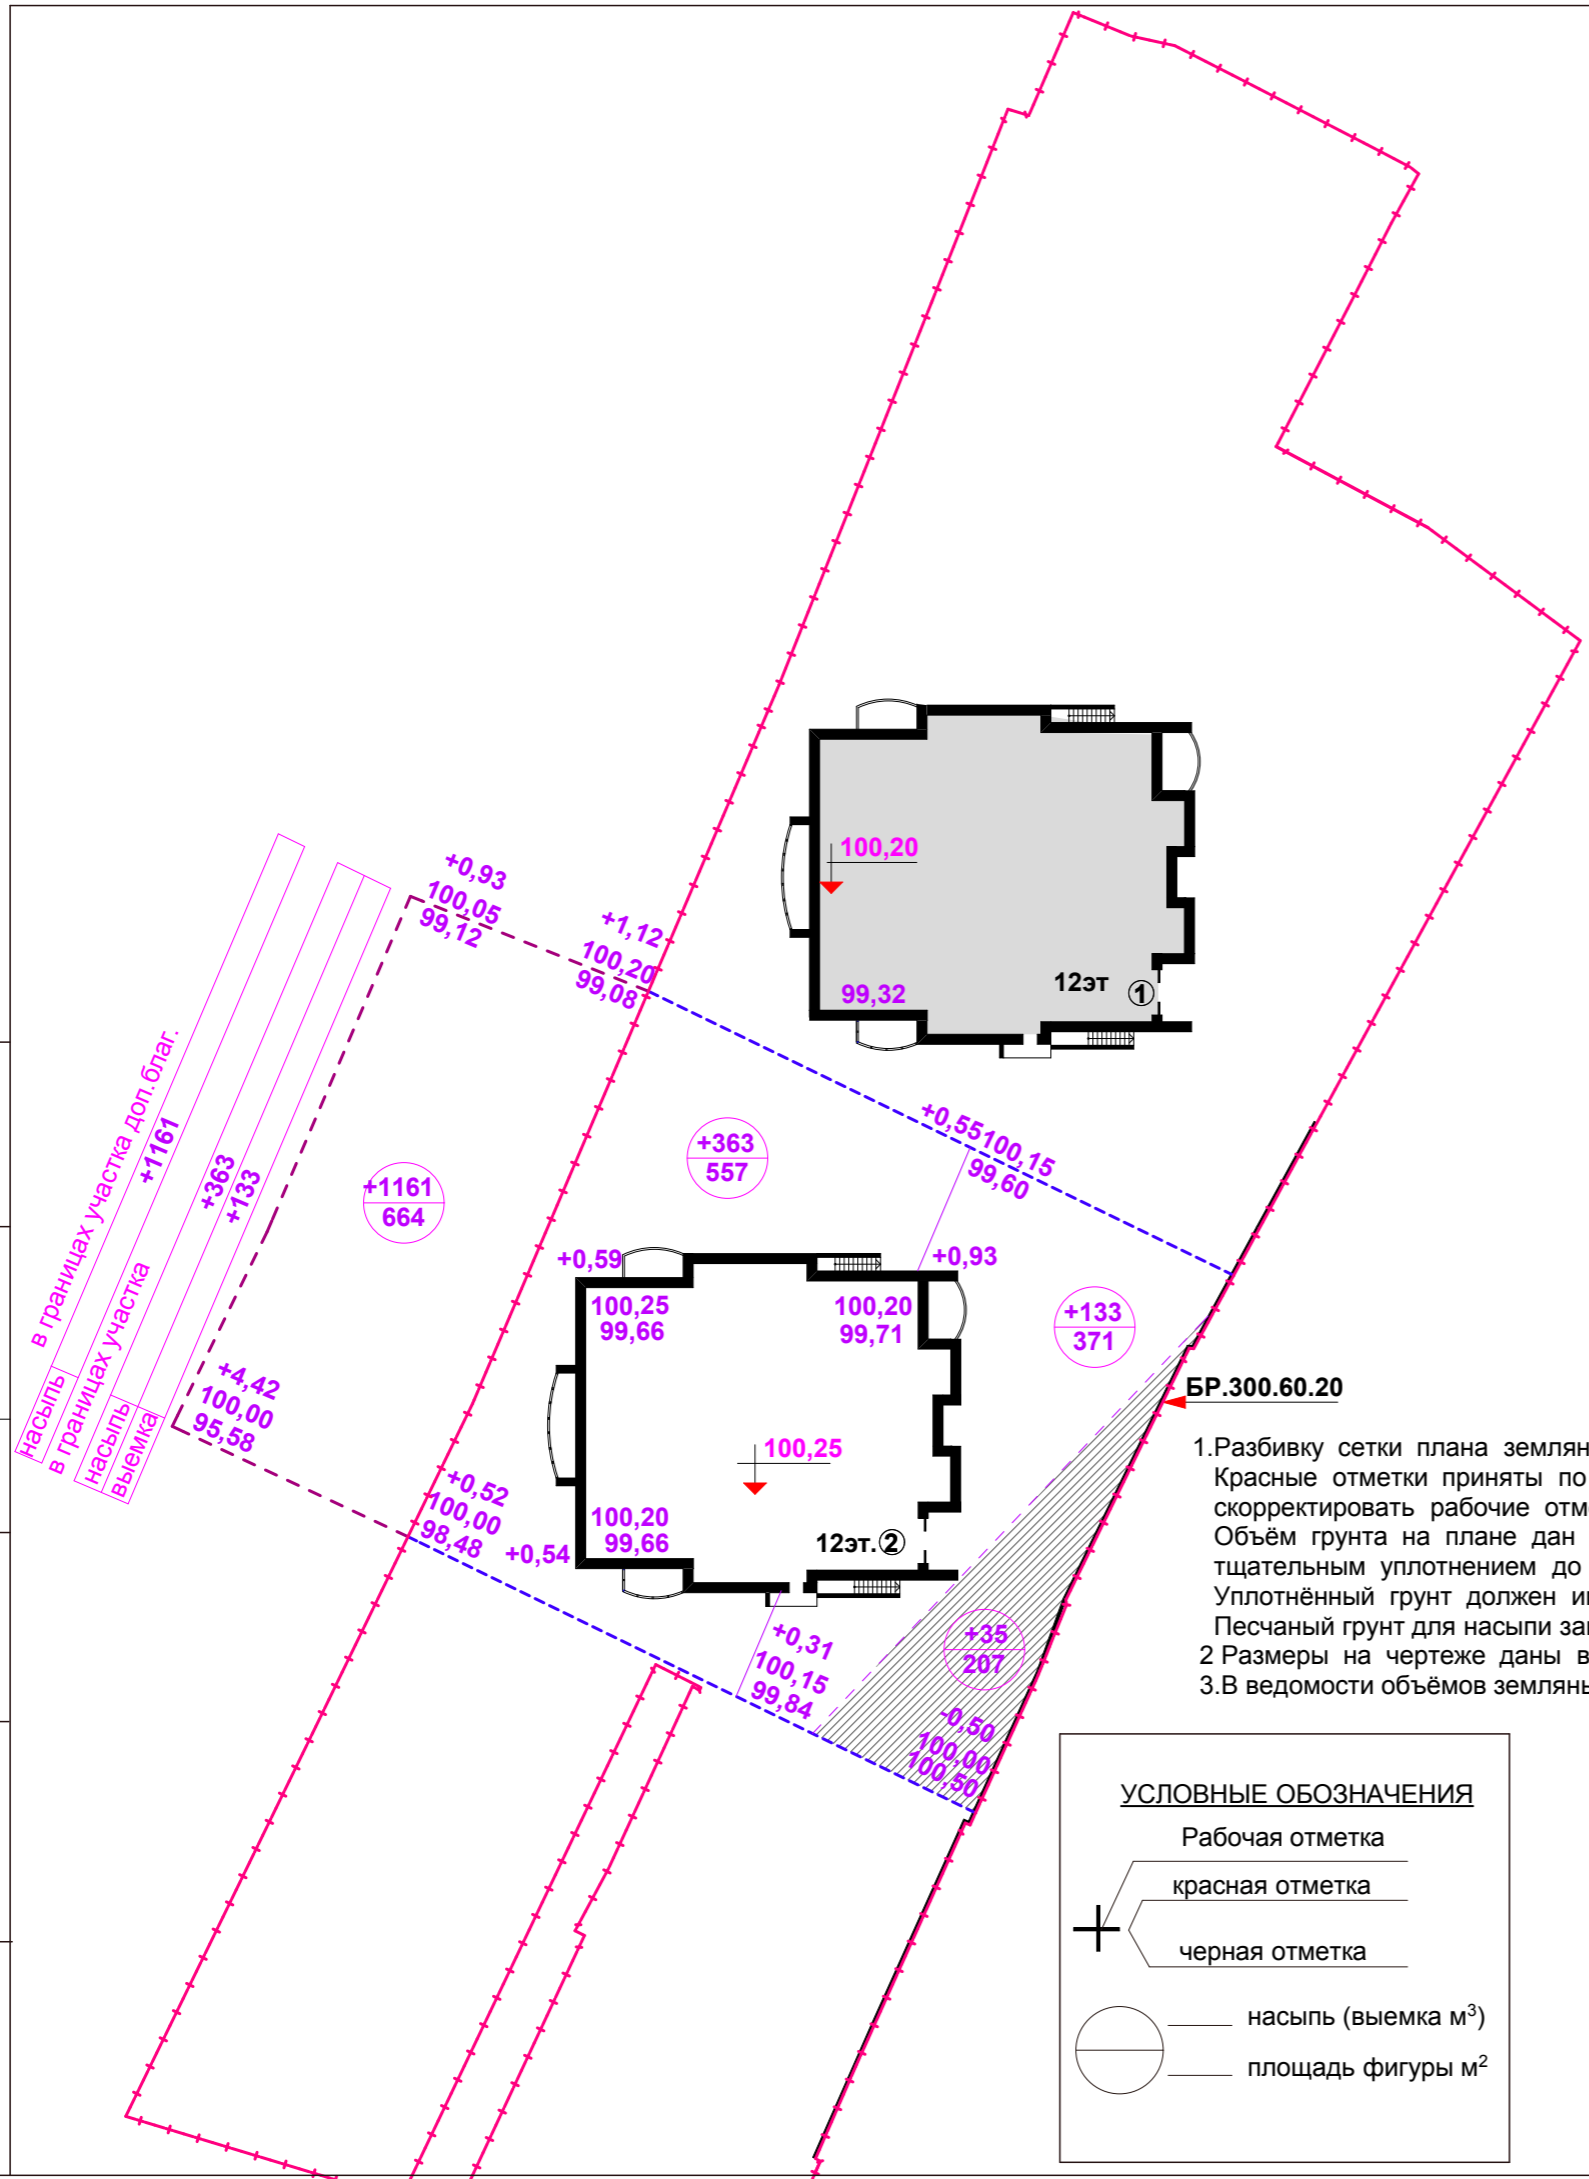 100,20
99,32
12эт
1
+0,93
100,05
99,12
+1,12
100,20
99,08
в границах участка доп.благ.
насыпь
+1161
в границах участка
насыпь
+363
выемка
+133
+1161
664
+363
557
+0,55
100,15
99,60
+0,59
100,25
99,66
+0,93
100,20
99,71
+133
371
+4,42
100,00
95,58
100,25
БР.300.60.20
+0,52
100,00
98,48
+0,54
100,20
99,66
12эт.
2
+0,31
100,15
99,84
+35
207
-0,50
100,00
100,50
1.Разбивку сетки плана землян
Красные отметки приняты по
скорректировать рабочие отм
Объём грунта на плане дан
тщательным уплотнением до
Уплотнённый грунт должен
Песчаный грунт для насыпи
2 Размеры на чертеже даны в
3.В ведомости объёмов
УСЛОВНЫЕ ОБОЗНАЧЕНИЯ
Рабочая отметка
красная отметка
черная отметка
насыпь (выемка м³)
площадь фигуры м²